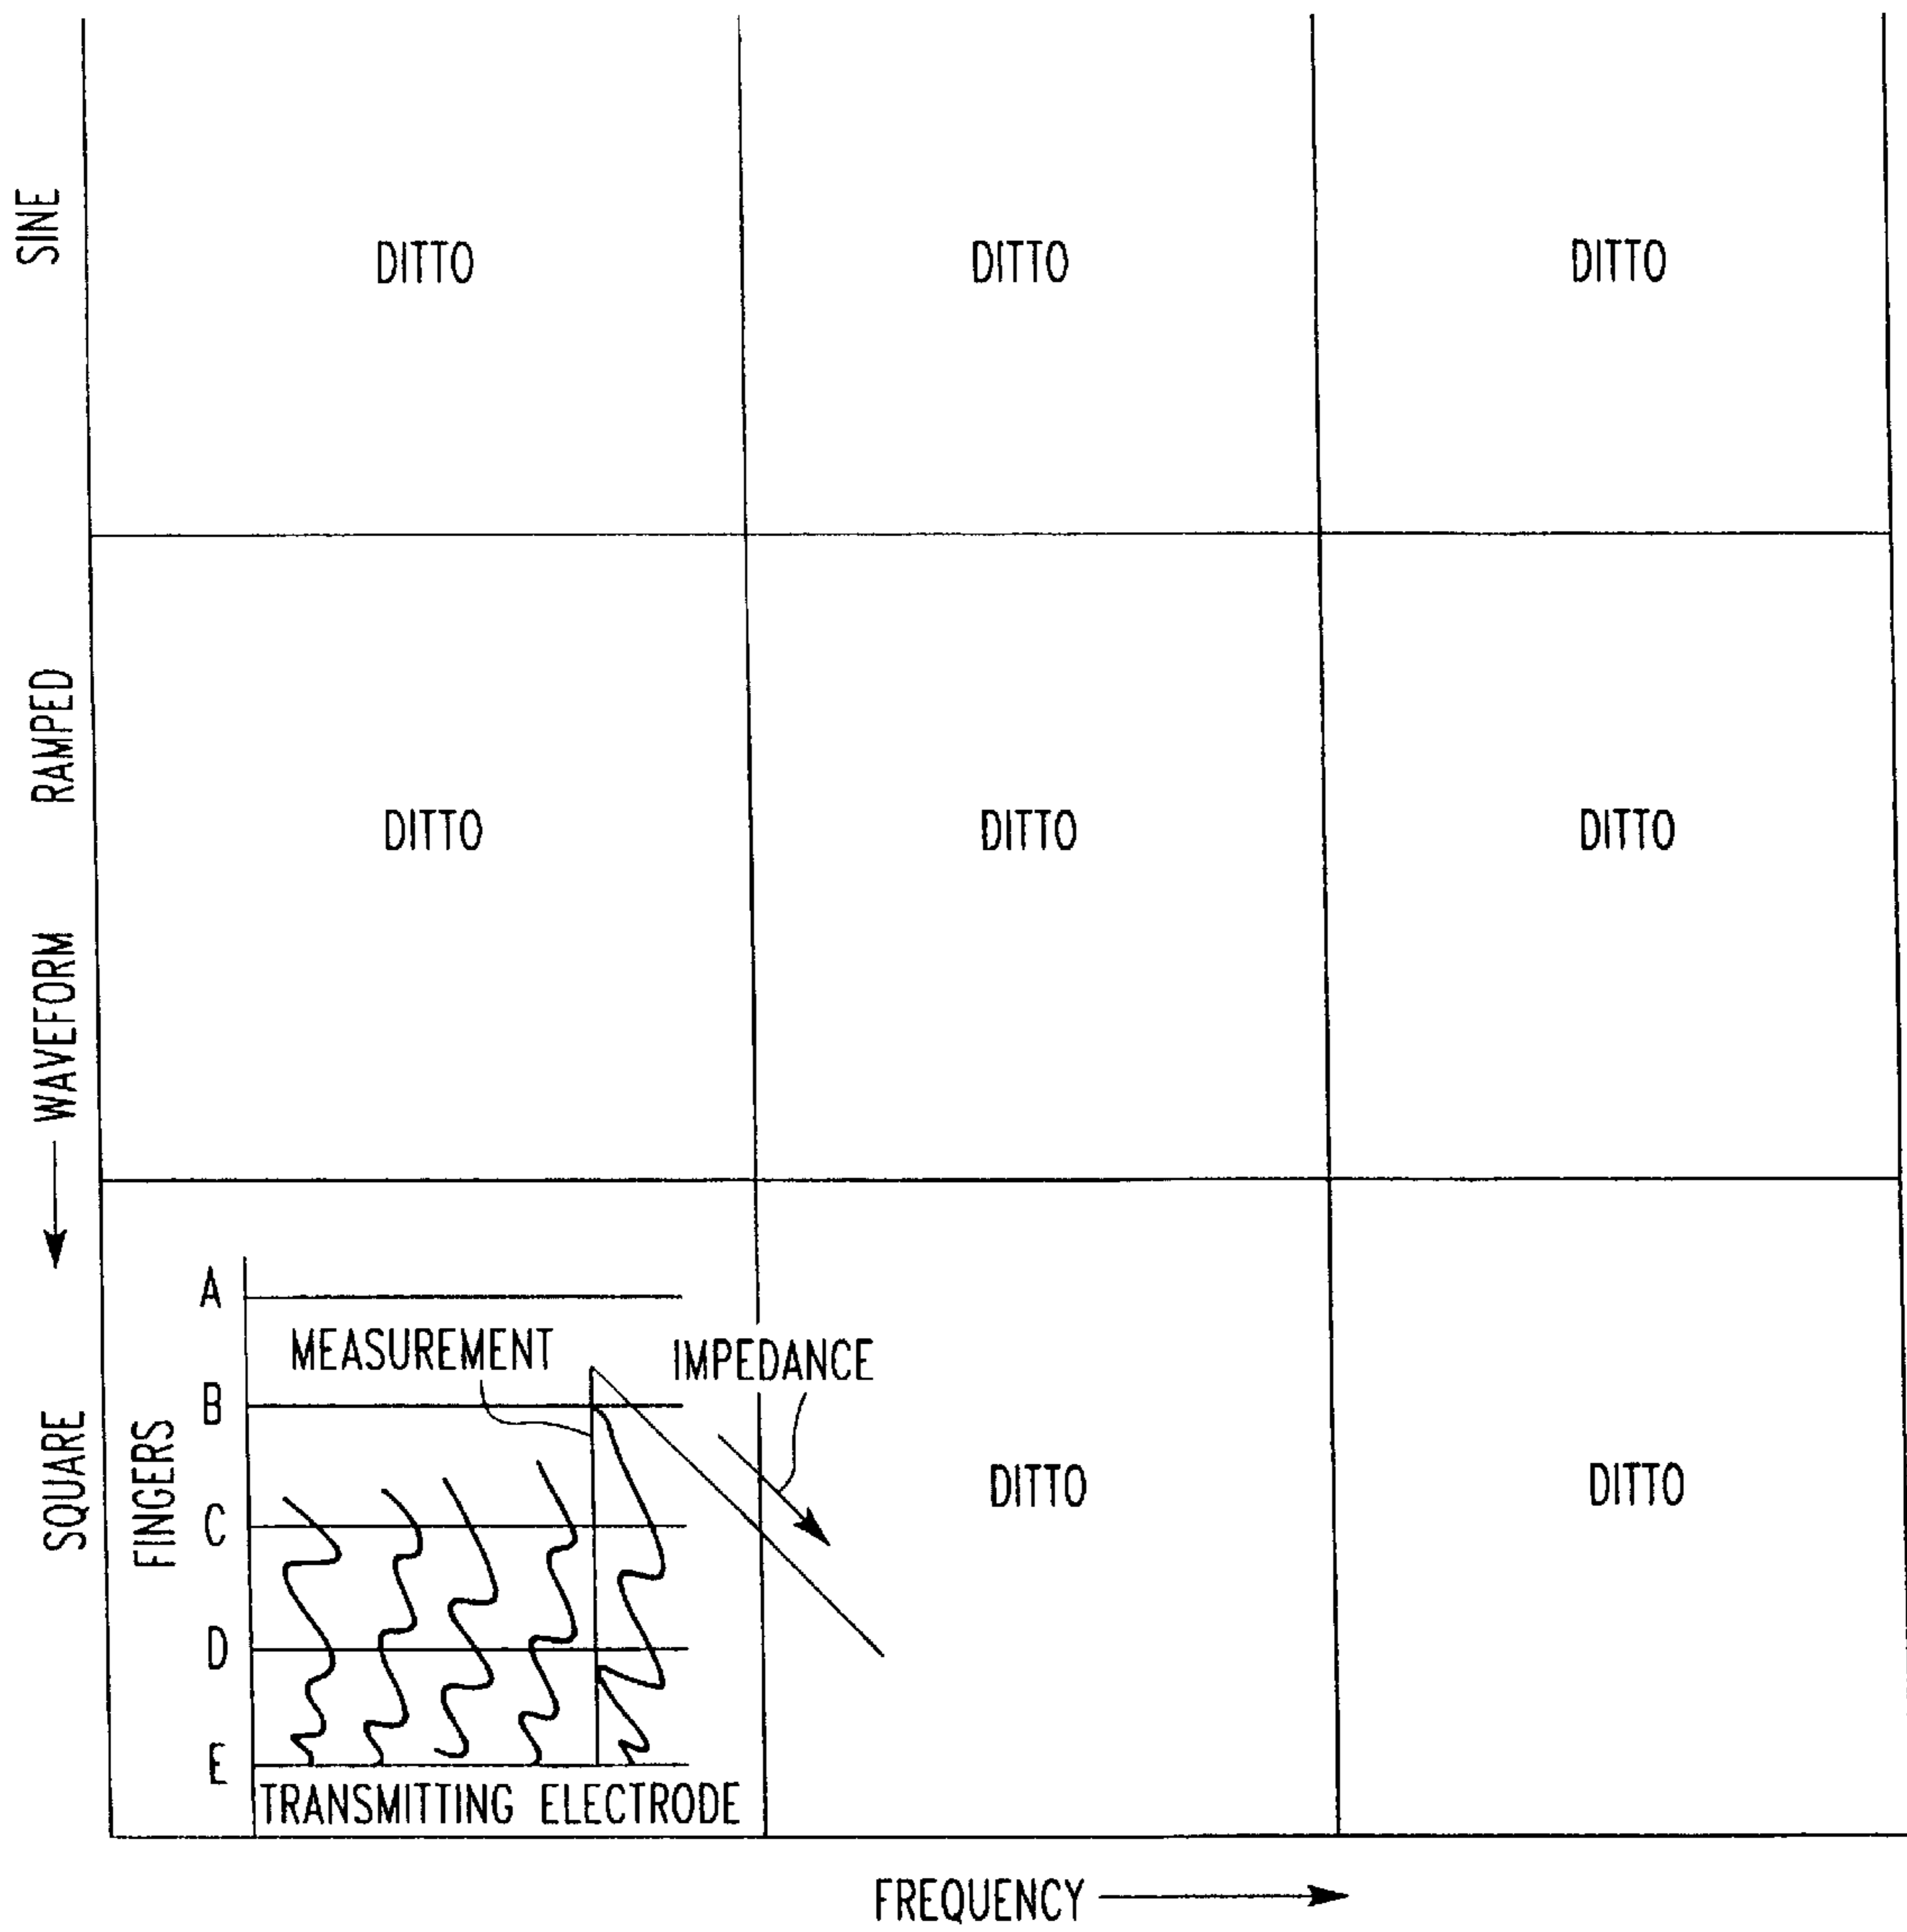 SINE
DITTO
DITTO
DITTO
RAMPED
DITTO
DITTO
DITTO
WAVEFORM
SQUARE
FINGERS
A
MEASUREMENT
IMPEDANCE
B
C
D
E
TRANSMITTING ELECTRODE
DITTO
DITTO
FREQUENCY